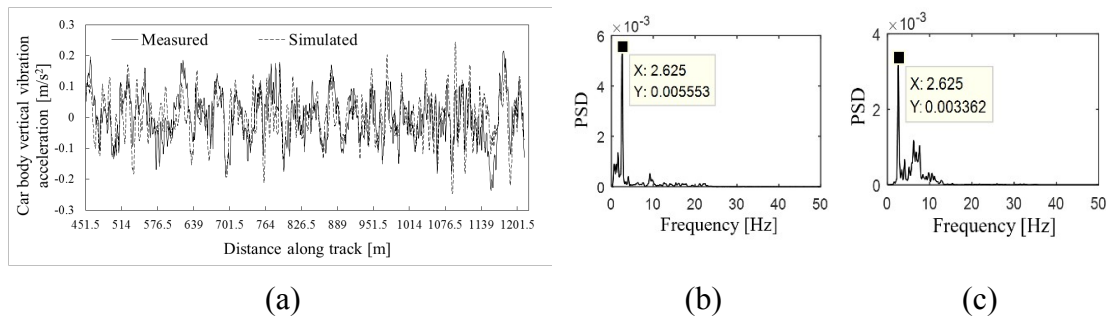 Car body vertical vibration
acceleration [m/s²]
0.3
0.2
0.1
0
-0.1
-0.2
-0.3
Measured
Simulated
451.5 514 576.5 639 701.5 764 826.5 889 951.5 1014 1076.5 1139 1201.5
Distance along track [m]
(a)
×10⁻³
PSD
6
4
2
0
X: 2.625
Y: 0.005553
0 10 20 30 40 50
Frequency [Hz]
(b)
×10⁻³
PSD
4
2
0
X: 2.625
Y: 0.003362
0 10 20 30 40 50
Frequency [Hz]
(c)